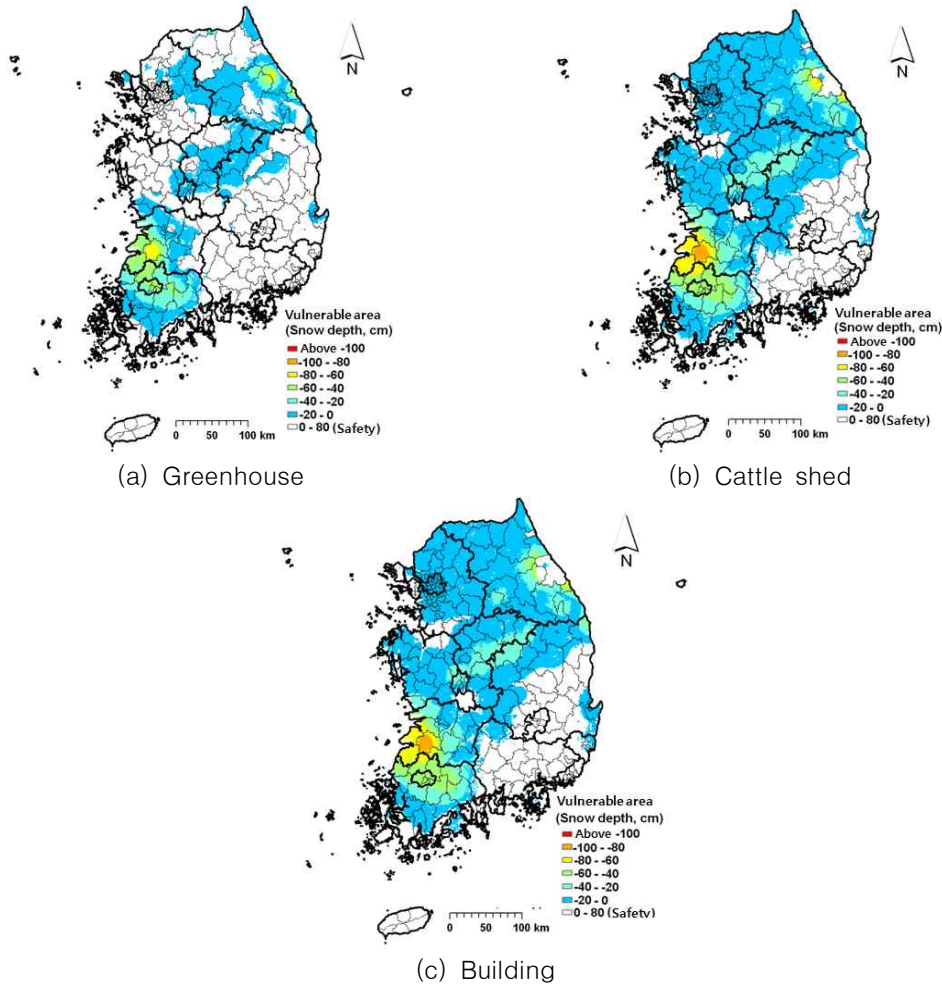 N
Vulnerable area
(Snow depth, cm)
Above -100
-100 - -80
-80 - -60
-60 - -40
-40 - -20
-20 - 0
0 - 80 (Safety)
0 50 100 km
(a) Greenhouse
N
Vulnerable area
(Snow depth, cm)
Above -100
-100 - -80
-80 - -60
-60 - -40
-40 - -20
-20 - 0
0 - 80 (Safety)
0 50 100 km
(b) Cattle shed
N
Vulnerable area
(Snow depth, cm)
Above -100
-100 - -80
-80 - -60
-60 - -40
-40 - -20
-20 - 0
0 - 80 (Safety)
0 50 100 km
(c) Building